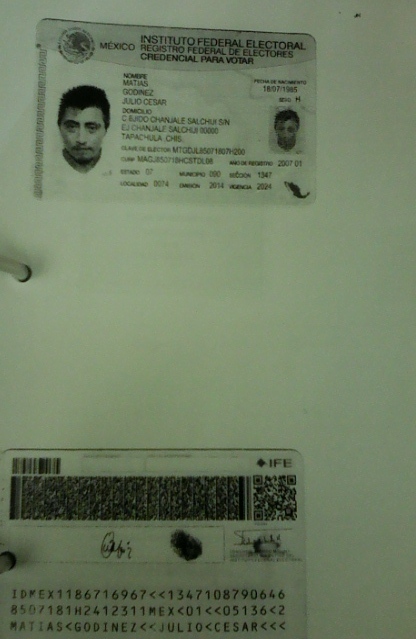 MÉXICO INSTITUTO FEDERAL ELECTORAL
REGISTRO FEDERAL DE ELECTORES
CREDENCIAL PARA VOTAR
NOMBRE
MATIAS
GODINEZ
JULIO CESAR
FECHA DE NACIMIENTO
18/07/1985
SEXO H
DOMICILIO
C EJIDO CHANJALE SALCHIJI S/N
EJ CHANJALE SALCHIJI 00000
TAPACHULA, CHIS.
CLAVE DE ELECTOR MTGDJL85071807H200
CURP MAGJ850718HCSTDL08 AÑO DE REGISTRO 2007 01
ESTADO 07 MUNICIPIO 090 SECCIÓN 1347
LOCALIDAD 0074 EMISIÓN 2014 VIGENCIA 2024
IFE
IDMEX1186716967<<1347108790646
8507181H2412311MEX<01<<05136<2
MATIAS<GODINEZ<<JULIO<CESAR<<<